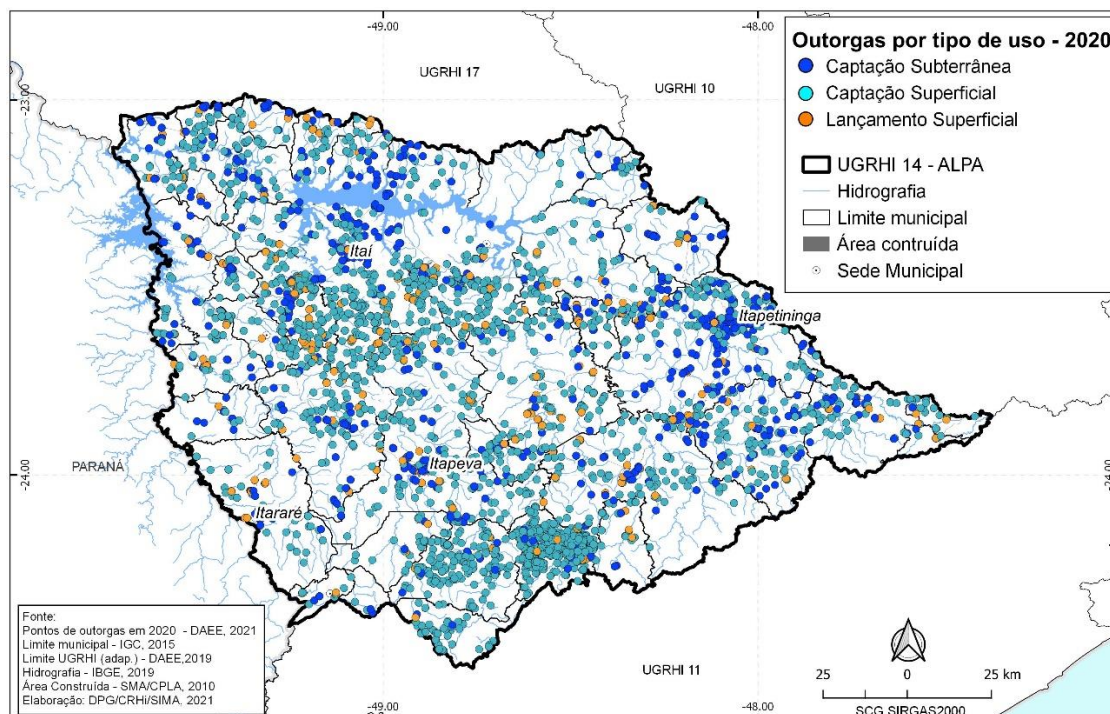 -49.00
-48.00
Outorgas por tipo de uso - 2020
Captação Subterrânea
Captação Superficial
Lançamento Superficial
UGRHI 14 - ALPA
Hidrografia
Limite municipal
Área contruída
Sede Municipal
UGRHI 17
UGRHI 10
-23.00
Itaí
Itapetininga
PARANÁ
-24.00
Itapeva
-24.00
Itararé
Fonte:
Pontos de outorgas em 2020 - DAEE, 2021
Limite municipal - IGC, 2015
Limite UGRHI (adap.) - DAEE,2019
Hidrografia - IBGE, 2019
Área Construída - SMA/CPLA, 2010
Elaboração: DPG/CRHi/SIMA, 2021
UGRHI 11
25 0 25 km
SCG SIRGAS2000
-49.00
-48.00